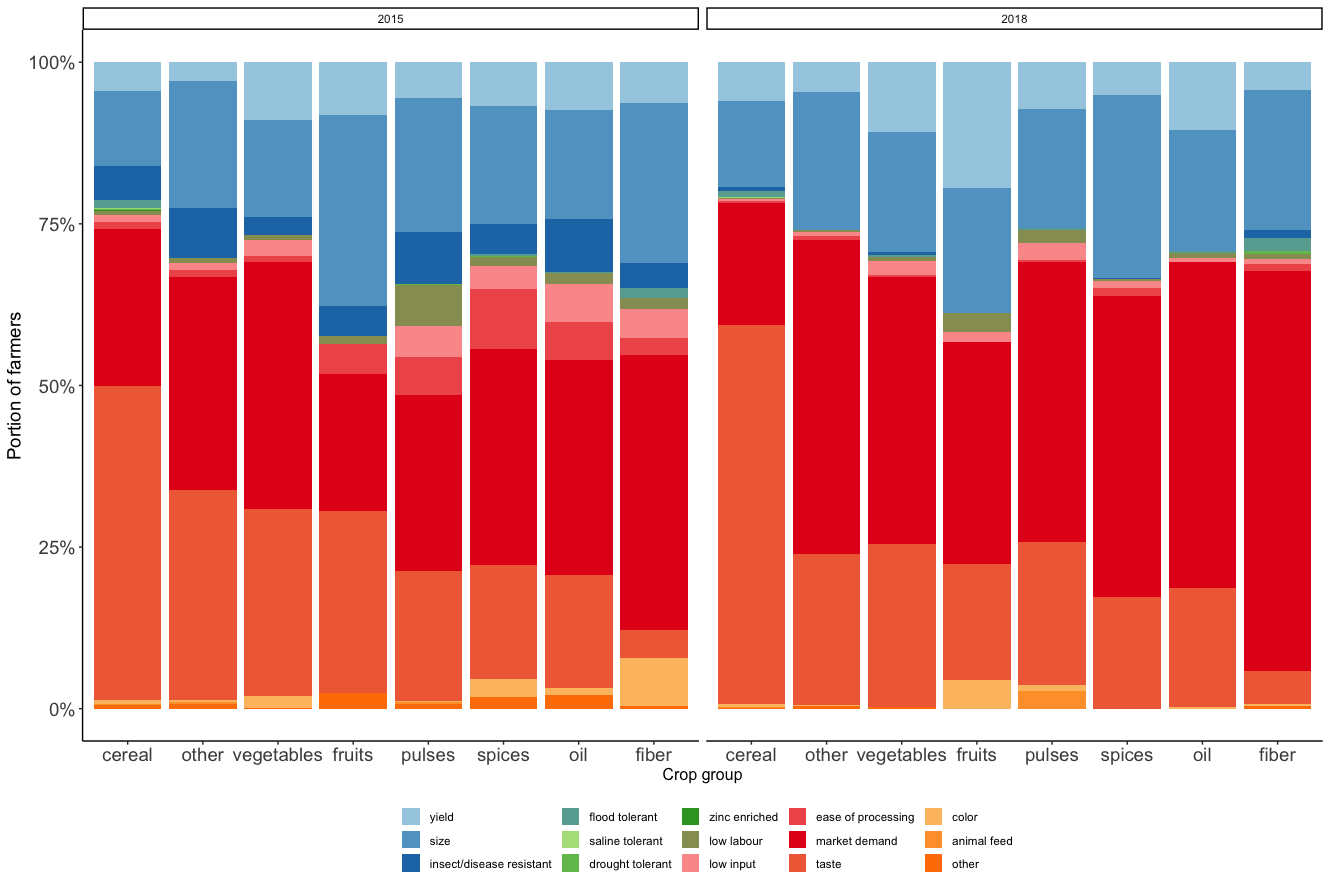 2015 2018
100%
75%
50%
25%
0%
Portion of farmers
cereal other vegetables fruits pulses spices oil fiber cereal other vegetables fruits pulses spices oil fiber
Crop group
yield flood tolerant zinc enriched ease of processing color
size saline tolerant low labour market demand animal feed
insect/disease resistant drought tolerant low input taste other